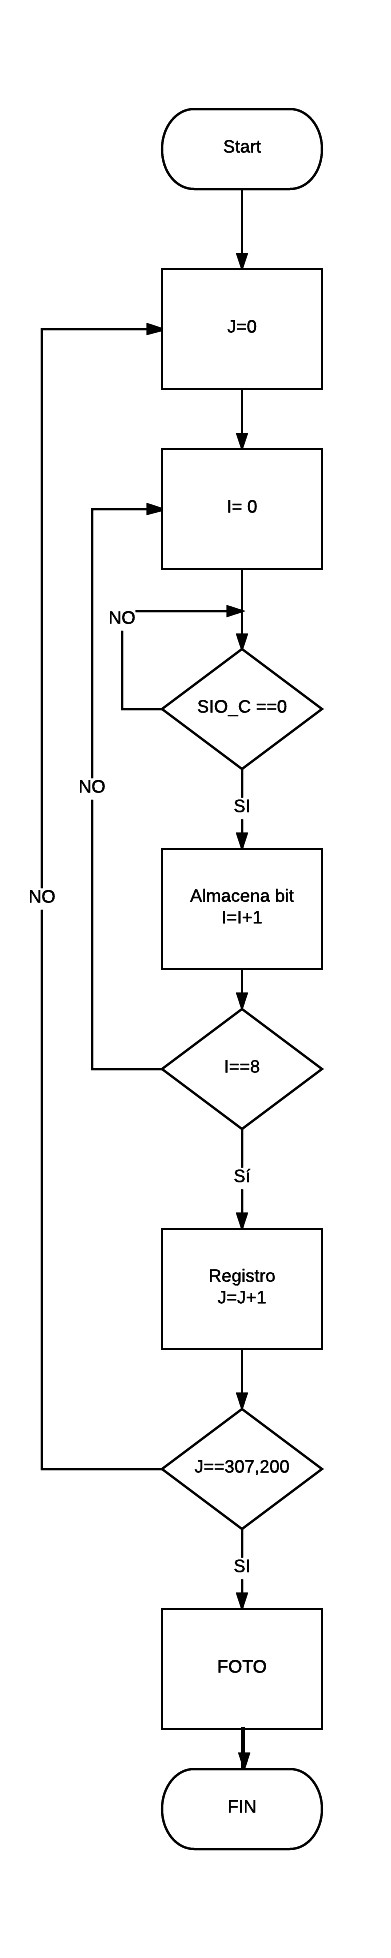 Start
J=0
I= 0
NO
SIO_C ==0
SI
NO
Almacena bit
I=I+1
NO
I==8
Sí
Registro
J=J+1
J==307,200
SI
FOTO
FIN